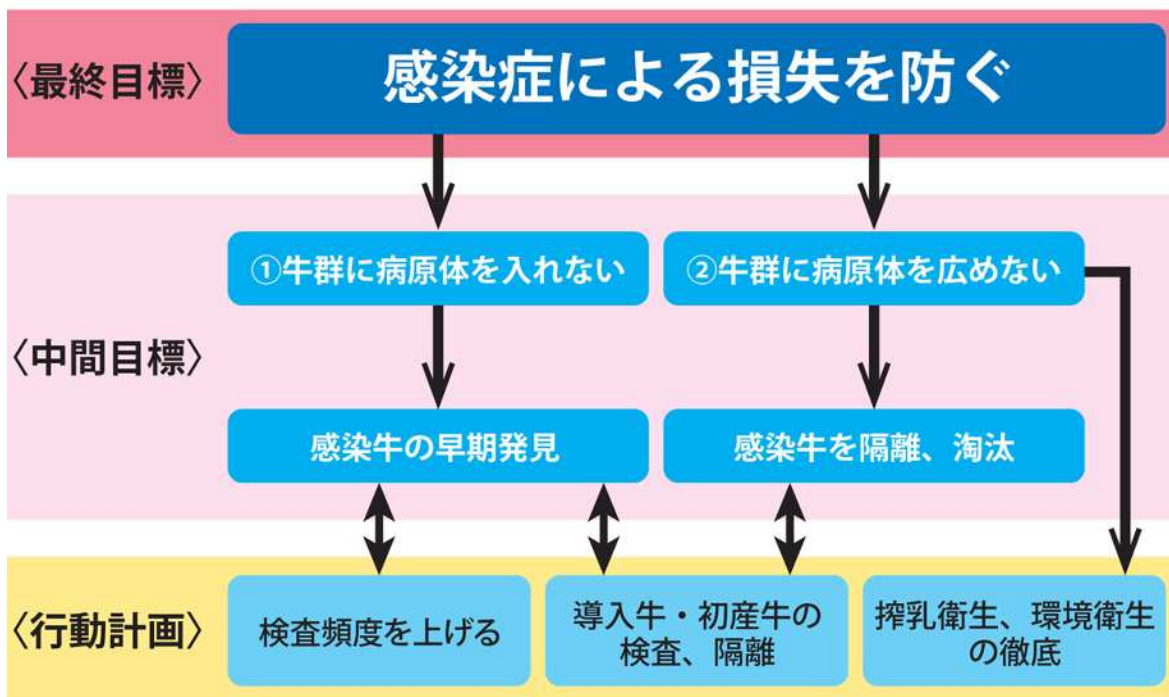 〈最終目標〉
感染症による損失を防ぐ
〈中間目標〉
①牛群に病原体を入れない
②牛群に病原体を広めない
感染牛の早期発見
感染牛を隔離、淘汰
〈行動計画〉
検査頻度を上げる
導入牛・初産牛の
検査、隔離
搾乳衛生、環境衛生
の徹底